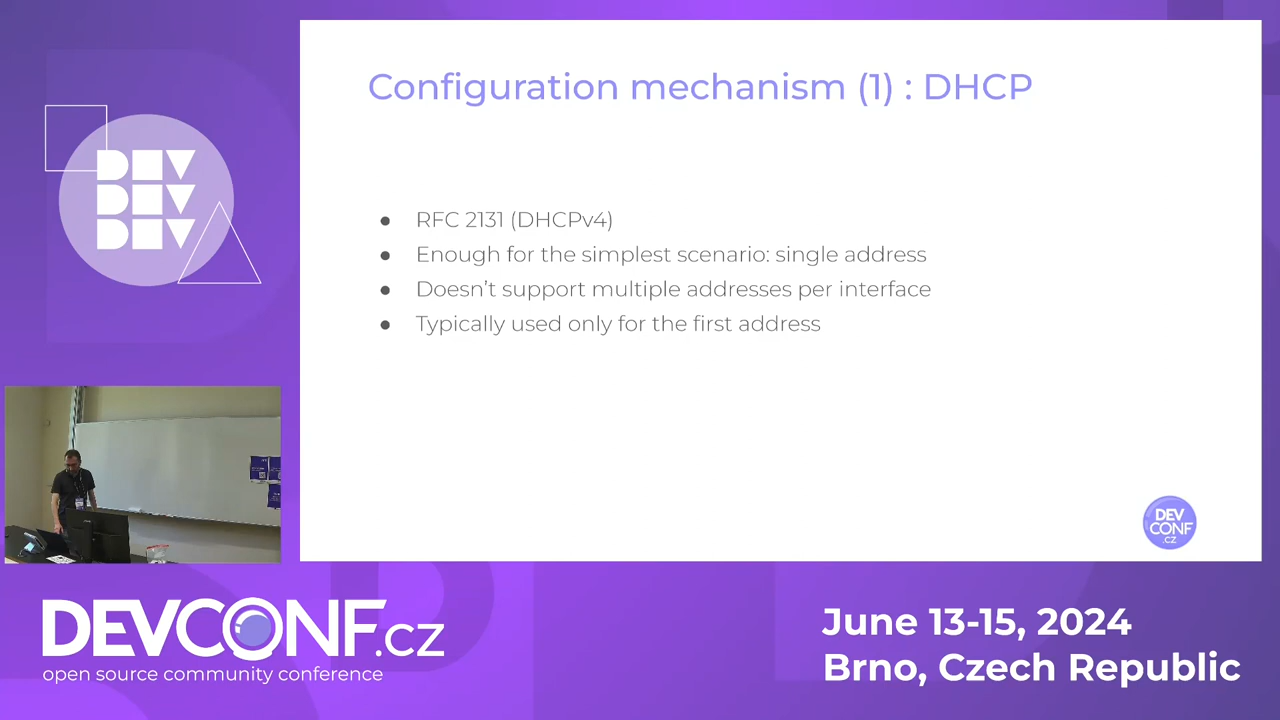 Configuration mechanism (1) : DHCP
DEV
DEV
DEV
● RFC 2131 (DHCPv4)
● Enough for the simplest scenario: single address
● Doesn't support multiple addresses per interface
● Typically used only for the first address
DEV
CONF
.CZ
DEVCONF.cz
open source community conference
June 13-15, 2024
Brno, Czech Republic